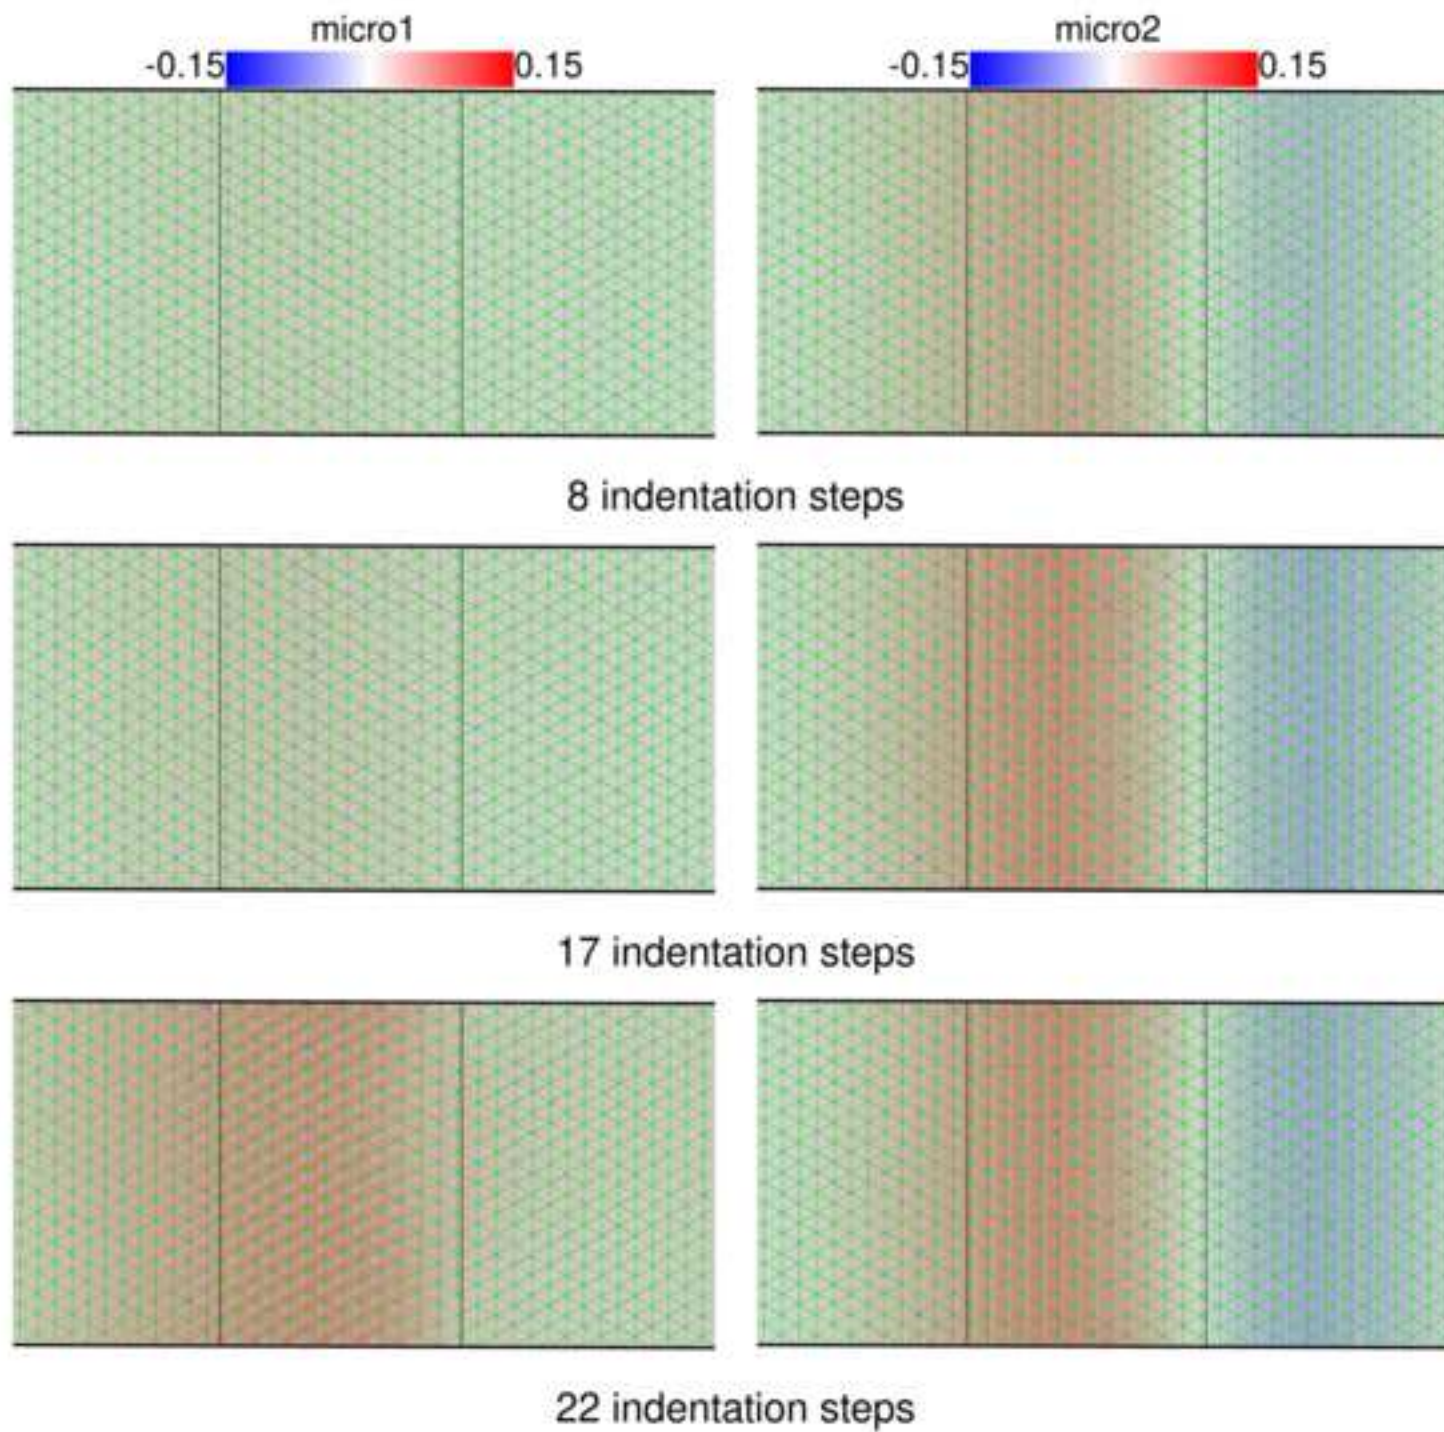 micro1 micro2
-0.15 0.15 -0.15 0.15
8 indentation steps
17 indentation steps
22 indentation steps